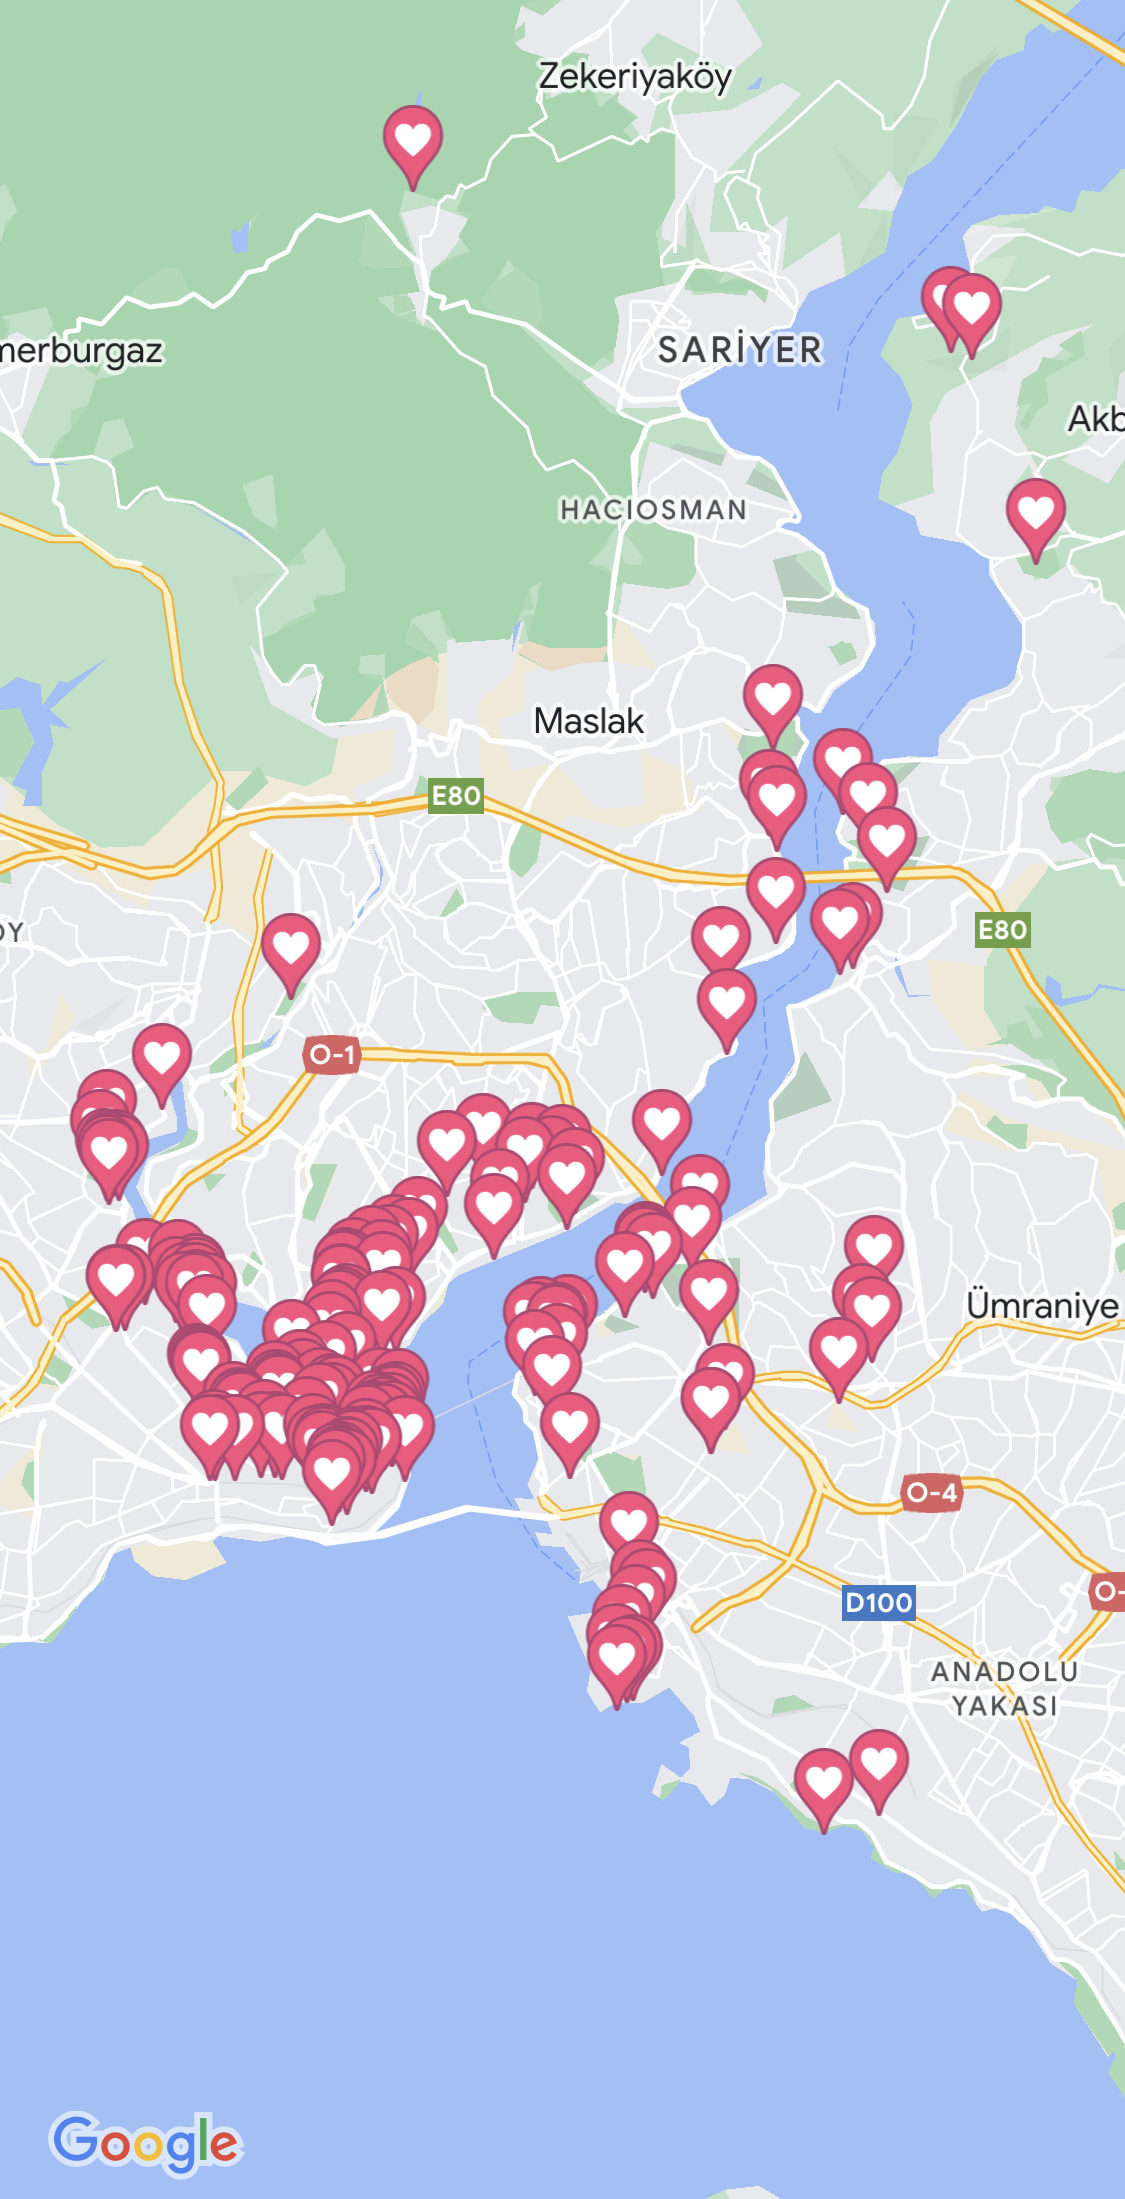 Zekeriyaköy
merburgaz
SARİYER
Akb
HACIOSMAN
Maslak
E80
OY
E80
O-1
Ümraniye
O-4
O-
D100
ANADOLU
YAKASI
Google